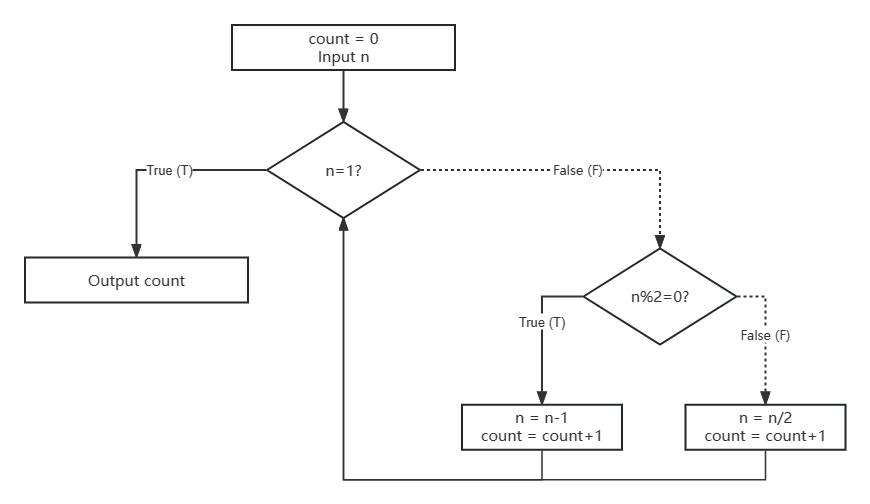 count = 0
Input n
n=1?
True (T)
False (F)
Output count
n%2=0?
True (T)
False (F)
n = n-1
count = count+1
n = n/2
count = count+1